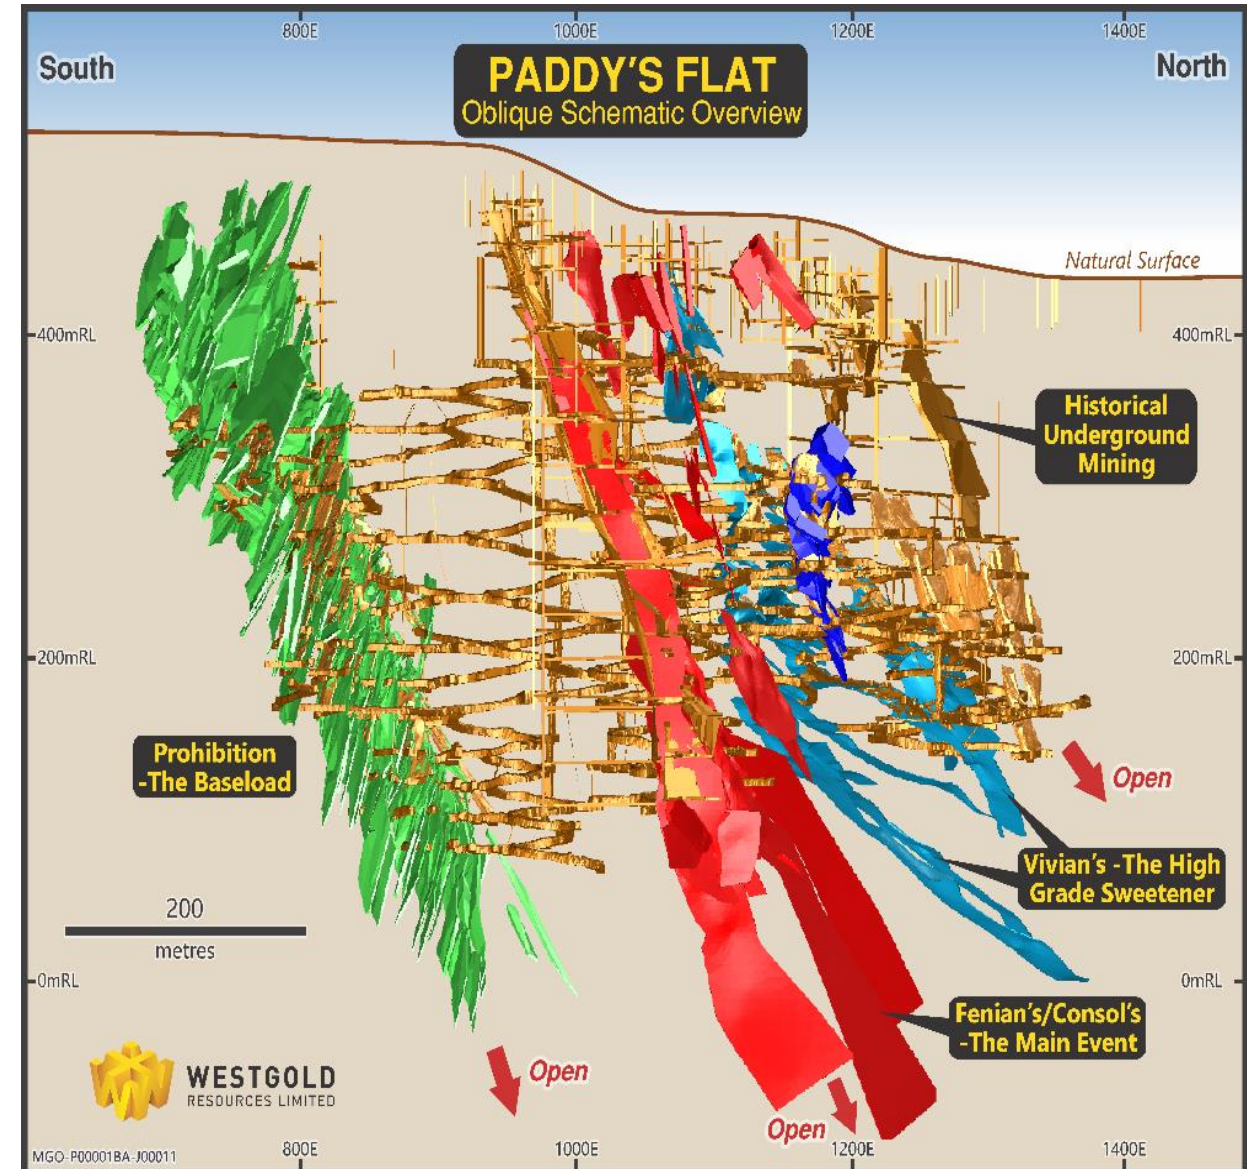 800E
1000E
1200E
1400E
South
PADDY'S FLAT
North
Oblique Schematic Overview
Natural Surface
400mRL
400mRL
Historical
Underground
Mining
200mRL
200mRL
Prohibition
-The Baseload
Open
Vivian's -The High
Grade Sweetener
200
metres
0mRL
0mRL
Fenian's/Consol's
-The Main Event
WESTGOLD
RESOURCES LIMITED
Open
Open
MGO-P00001BA-J00011
800E
1000E
1200E
1400E